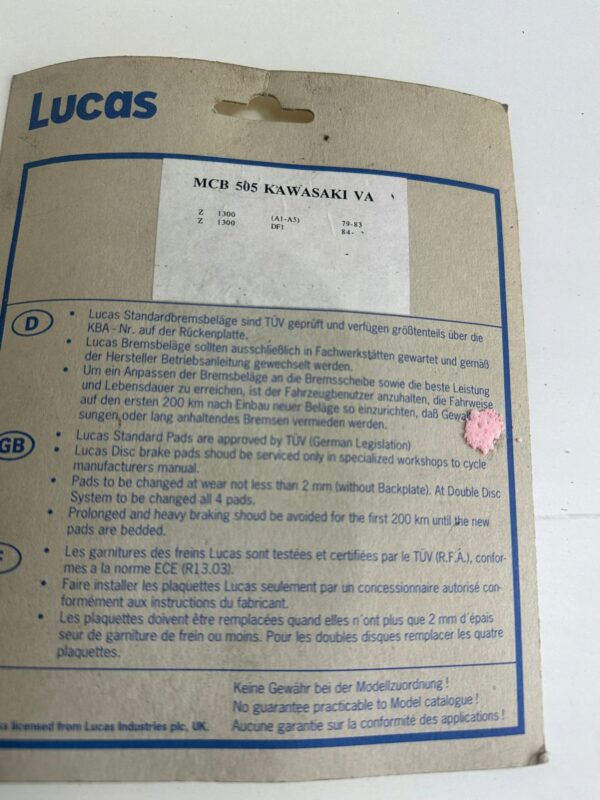 Lucas
MCB 505 KAWASAKI VA
Z 1300 (A1-A5) 79-83
Z 1300 DFI 84-
D
• Lucas Standardbremsbeläge sind TÜV geprüft und verfügen größtenteils über die
KBA - Nr. auf der Rückenplatte.
• Lucas Bremsbeläge sollten ausschließlich in Fachwerkstätten gewartet und gemäß
der Hersteller Betriebsanleitung gewechselt werden.
• Um ein Anpassen der Bremsbeläge an die Bremsscheibe sowie die beste Leistung
und Lebensdauer zu erreichen, ist der Fahrzeugbenutzer anzuhalten, die Fahrweise
auf den ersten 200 km nach Einbau neuer Beläge so einzurichten, daß
sungen oder lang anhaltendes Bremsen vermieden werden.
GB
• Lucas Standard Pads are approved by TÜV (German Legislation)
• Lucas Disc brake pads shoud be serviced only in specialized workshops to cycle
manufacturers manual.
• Pads to be changed at wear not less than 2 mm (without Backplate). At Double Disc
System to be changed all 4 pads.
• Prolonged and heavy braking shoud be avoided for the first 200 km until the new
pads are bedded.
F
• Les garnitures des freins Lucas sont testées et certifiées par le TÜV (R.F.A.), confor-
mes a la norme ECE (R13.03).
• Faire installer les plaquettes Lucas seulement par un concessionaire autorisé con-
formément aux instructions du fabricant.
• Les plaquettes doivent être remplacées quand elles n'ont plus que 2 mm d'épais
seur de garniture de frein ou moins. Pour les doubles disques remplacer les quatre
plaquettes.
Keine Gewähr bei der Modellzuordnung !
No guarantee practicable to Model catalogue !
licensed from Lucas Industries plc, UK. Aucune garantie sur la conformité des applications !